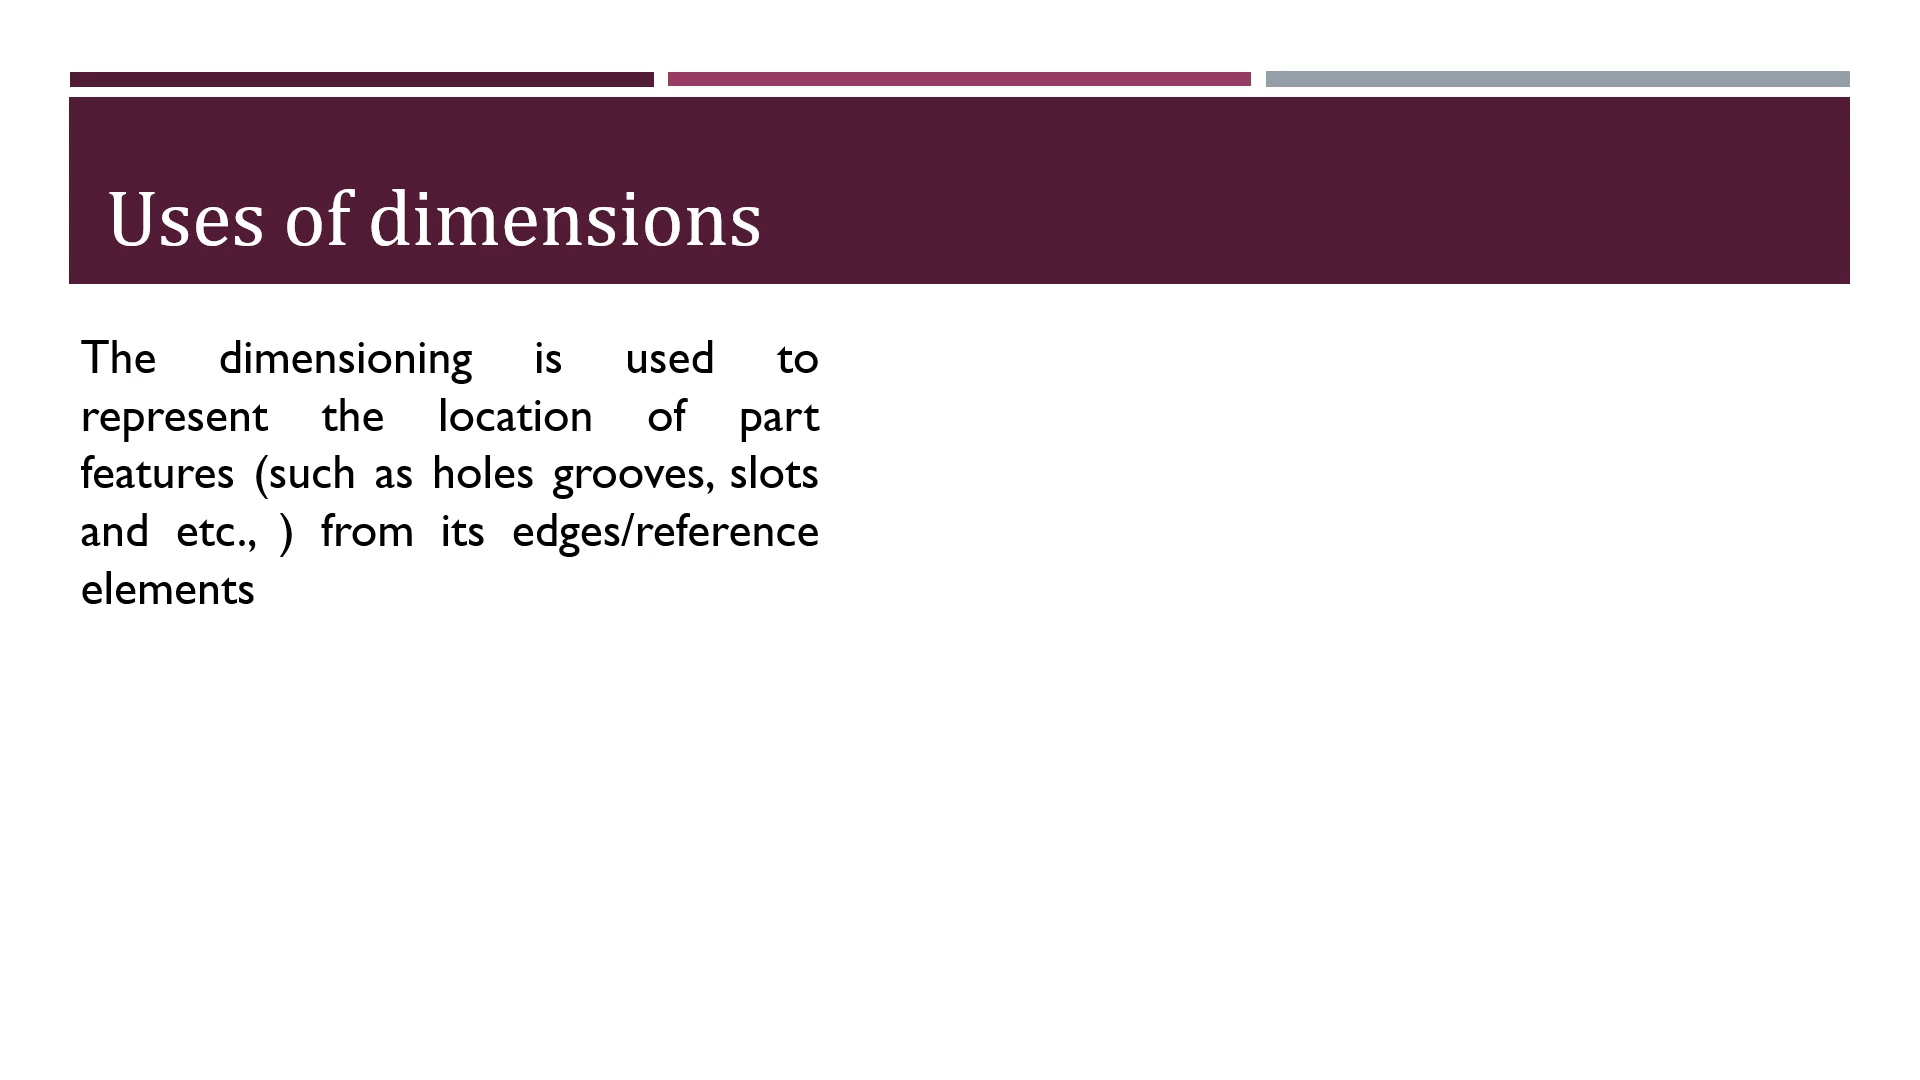 Uses of dimensions
The dimensioning is used to
represent the location of part
features (such as holes grooves, slots
and etc., ) from its edges/reference
elements